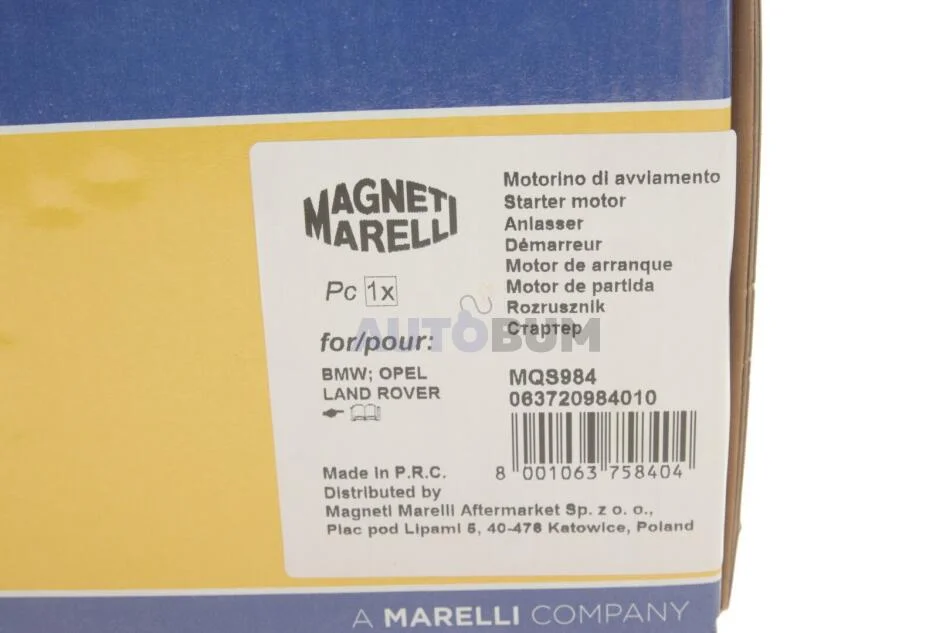 MAGNETI
MARELLI
Motorino di avviamento
Starter motor
Anlasser
Démarreur
Motor de arranque
Motor de partida
Rozrusznik
Стартер
Pc 1x
AUTOBUM
for/pour:
BMW; OPEL
LAND ROVER
MQS984
063720984010
8 001063 758404
Made in P.R.C.
Distributed by
Magneti Marelli Aftermarket Sp. z o. o.,
Plac pod Lipami 5, 40-476 Katowice, Poland
A MARELLI COMPANY